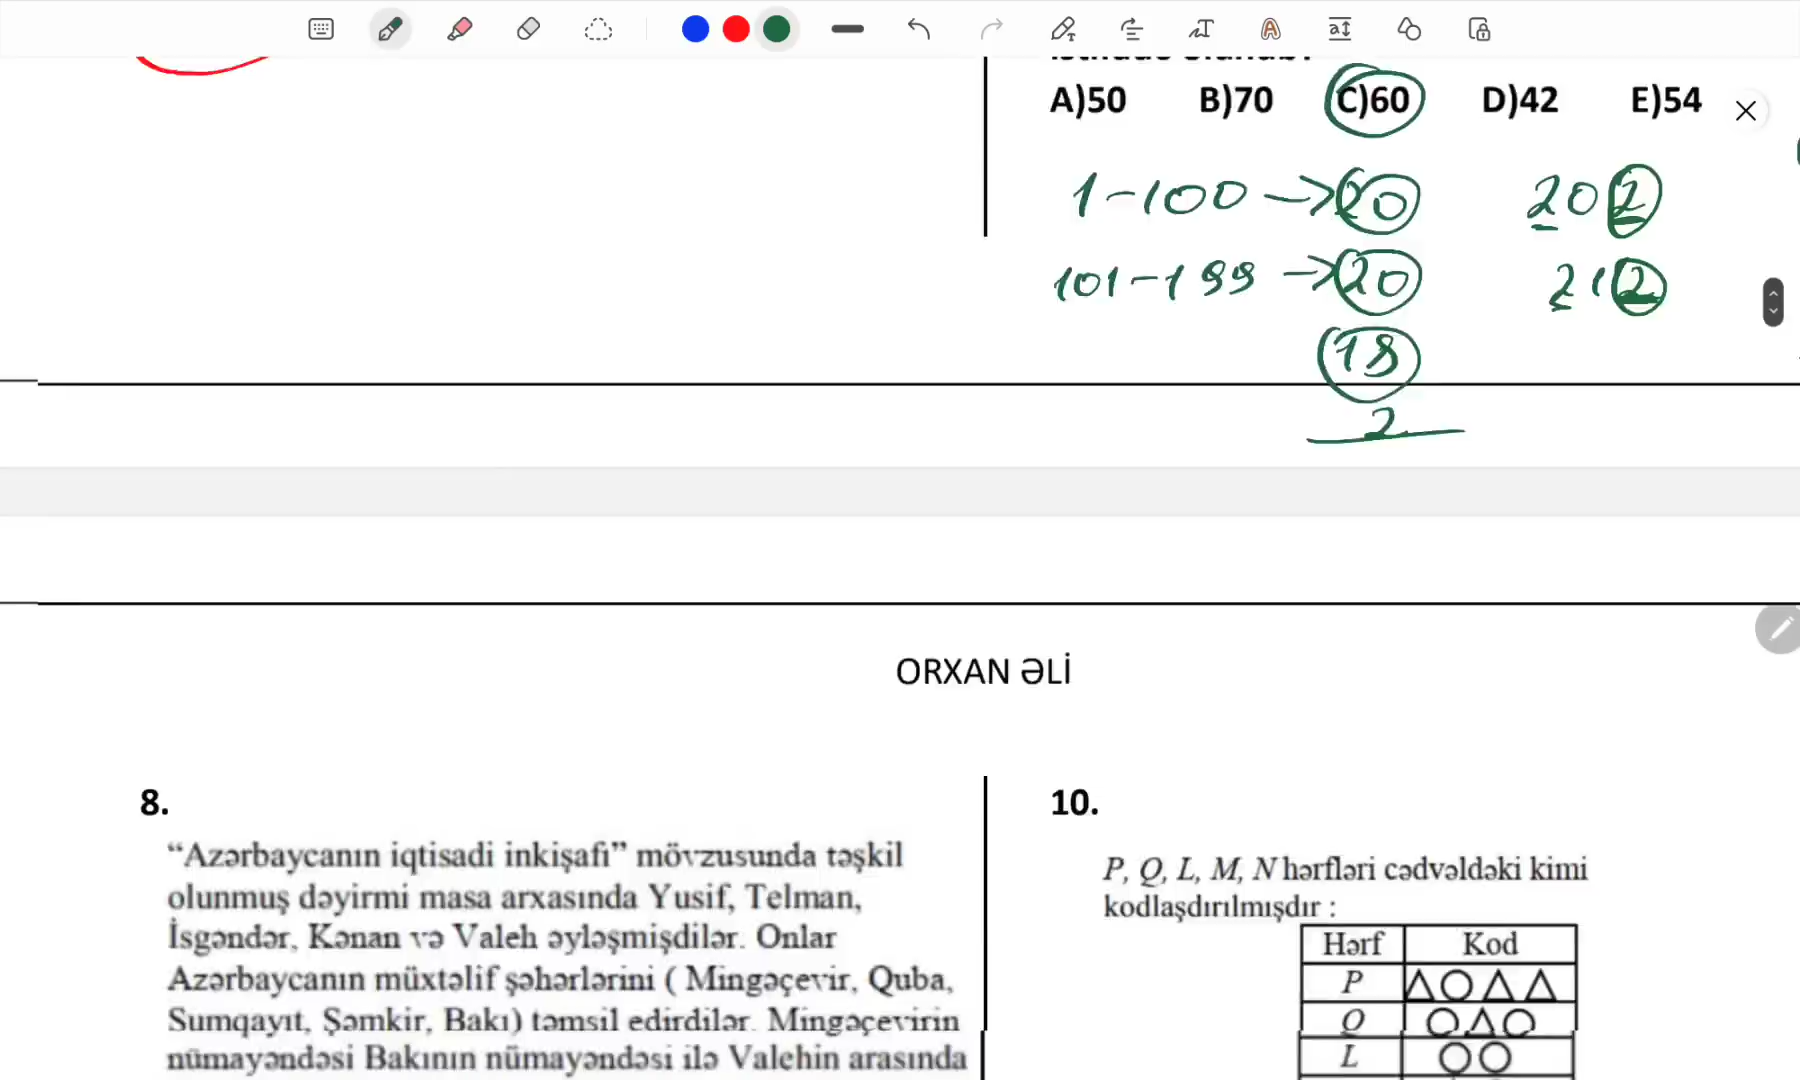 A)50 B)70 C)60 D)42 E)54
1-100 → 20 202
101-199 → 20 212
18
2
ORXAN ƏLİ
8.
“Azərbaycanın iqtisadi inkişafı” mövzusunda təşkil
olunmuş dəyirmi masa arxasında Yusif, Telman,
İsgəndər, Kənan və Valeh əyləşmişdilər. Onlar
Azərbaycanın müxtəlif şəhərlərini ( Mingəçevir, Quba,
Sumqayıt, Şəmkir, Bakı) təmsil edirdilər. Mingəçevirin
nümayəndəsi Bakının nümayəndəsi ilə Valehin arasında
10.
P, Q, L, M, N hərfləri cədvəldəki kimi
kodlaşdırılmışdır :
Hərf Kod
P △○△△
Q ○△○
L ○○